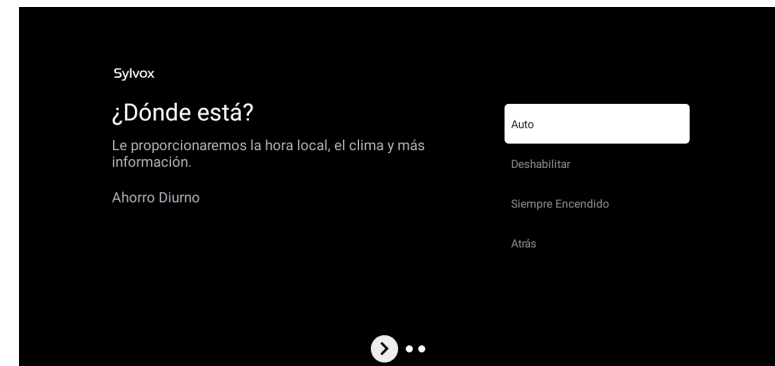 Sylvox
¿Dónde está?
Le proporcionaremos la hora local, el clima y más
información.
Ahorro Diurno
Auto
Deshabilitar
Siempre Encendido
Atrás